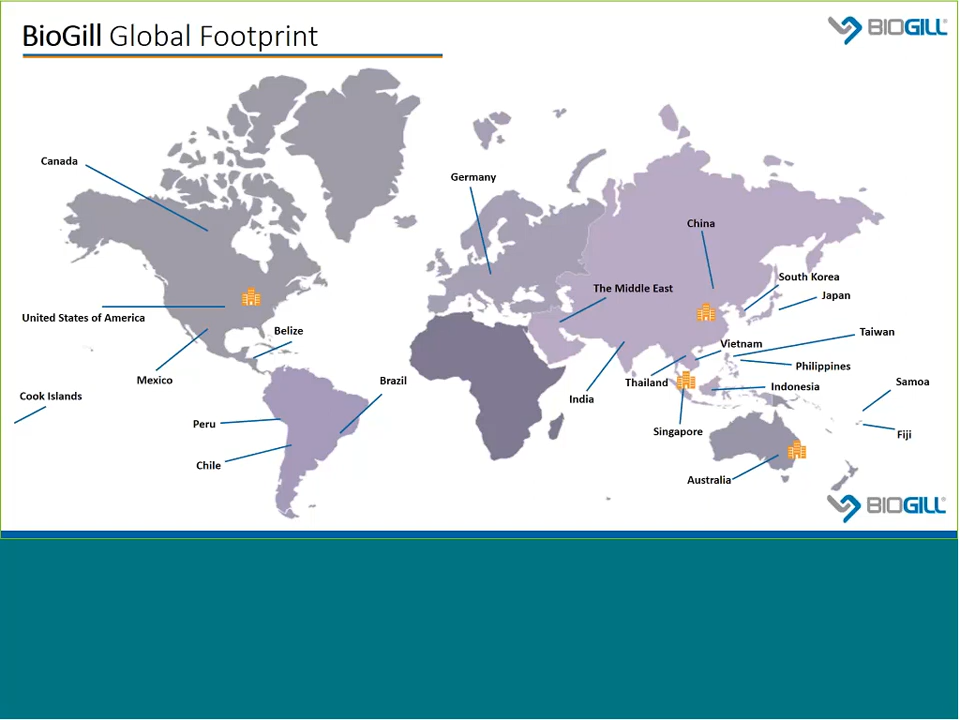 BioGill Global Footprint
BIOGILL
Canada
Germany
China
South Korea
The Middle East
Japan
United States of America
Belize
Taiwan
Vietnam
Philippines
Mexico
Brazil
Thailand
Indonesia
Samoa
Cook Islands
India
Peru
Singapore
Fiji
Chile
Australia
BIOGILL